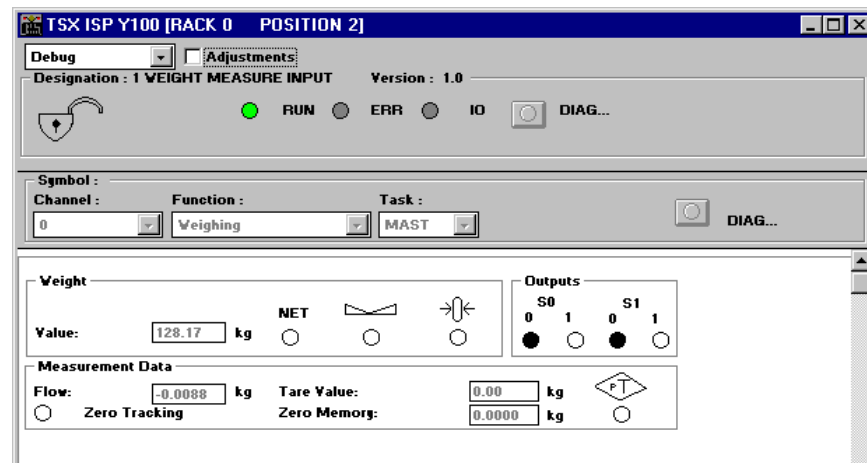 TSX ISP Y100 [RACK 0 POSITION 2]
Debug Adjustments
Designation : 1 WEIGHT MEASURE INPUT Version : 1.0
RUN ERR IO DIAG...
Symbol :
Channel : Function : Task :
0 Weighing MAST DIAG...
Weight Outputs
S0 S1
NET 0 1 0 1
Value: 128.17 kg
Measurement Data
Flow: -0.0088 kg Tare Value: 0.00 kg PT
Zero Tracking Zero Memory: 0.0000 kg